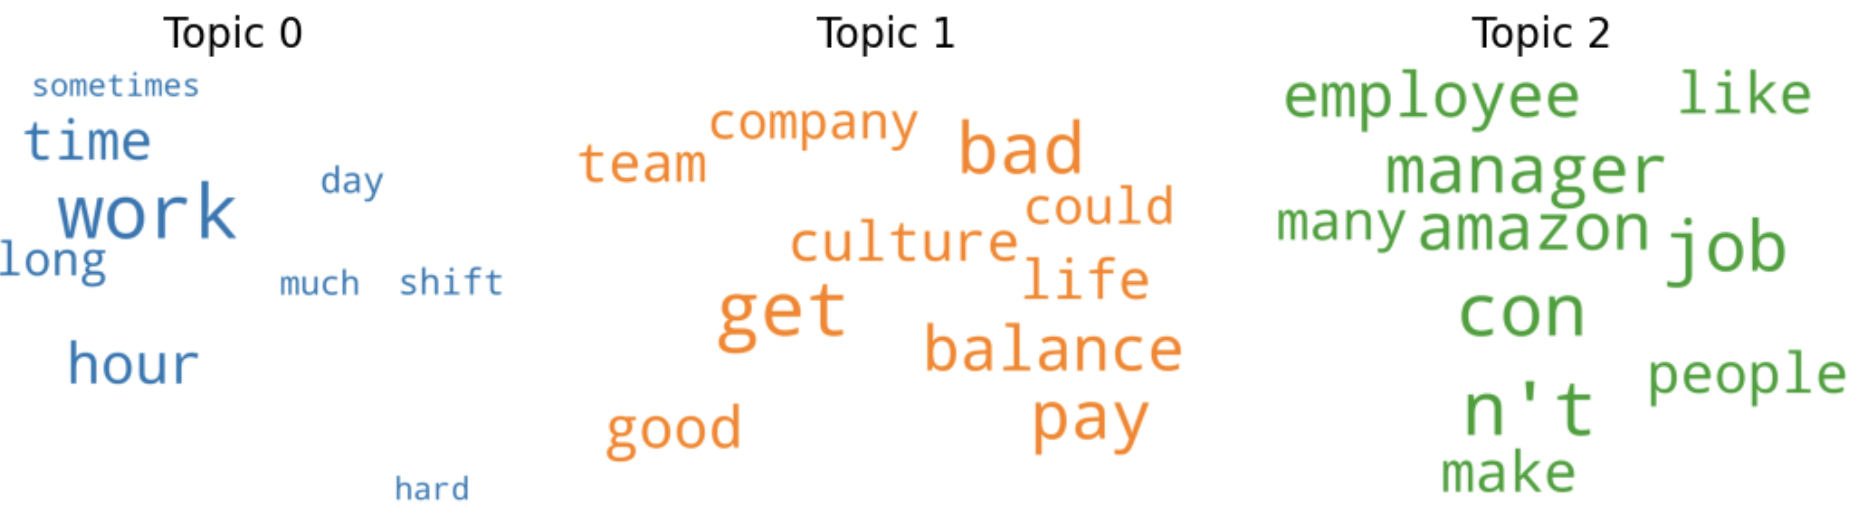 Topic 0
sometimes
time
day
work
long
much shift
hour
hard
Topic 1
company
bad
team
could
culture
life
get
balance
pay
good
Topic 2
employee like
manager
many amazon job
con
people
n't
make